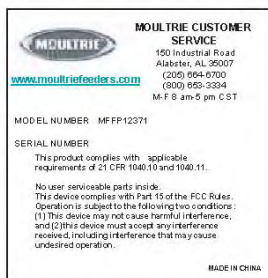 MOULTRIE
MOULTRIE CUSTOMER
SERVICE
150 Industrial Road
Alabster, AL 35007
(205) 664-6700
(800) 653-3334
M-F 8 am-5 pm CST
www.moultriefeeders.com
MODEL NUMBER MFFP12371
SERIAL NUMBER
This product complies with applicable
requirements of 21 CFR 1040.10 and 1040.11.
No user serviceable parts inside.
This device complies with Part 15 of the FCC Rules.
Operation is subject to the following two conditions:
(1) This device may not cause harmful interference,
and (2) this device must accept any interference
received, including interference that may cause
undesired operation.
MADE IN CHINA